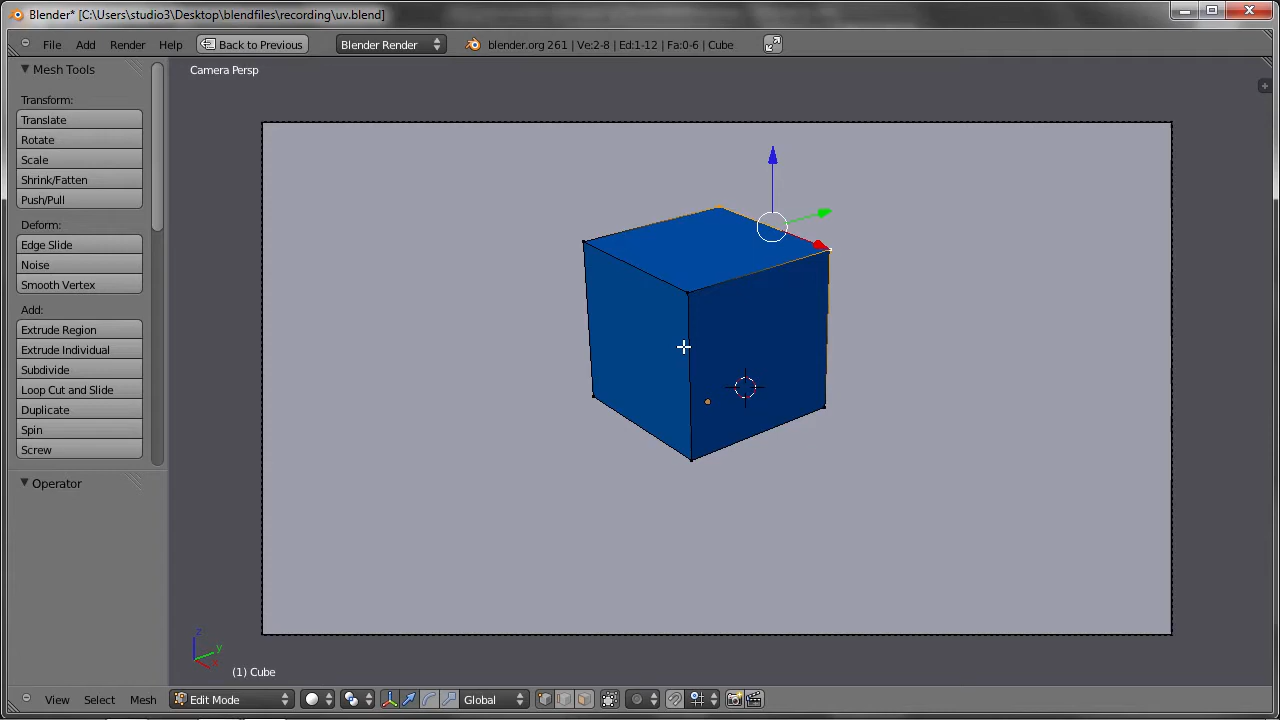 Blender* [C:\Users\studio3\Desktop\blendfiles\recording\uv.blend]
File Add Render Help Back to Previous Blender Render blender.org 261 | Ve:2-8 | Ed:1-12 | Fa:0-6 | Cube
Mesh Tools
Camera Persp
Transform:
Translate
Rotate
Scale
Shrink/Fatten
Push/Pull
Deform:
Edge Slide
Noise
Smooth Vertex
Add:
Extrude Region
Extrude Individual
Subdivide
Loop Cut and Slide
Duplicate
Spin
Screw
Operator
z
y
x
(1) Cube
View Select Mesh Edit Mode Global